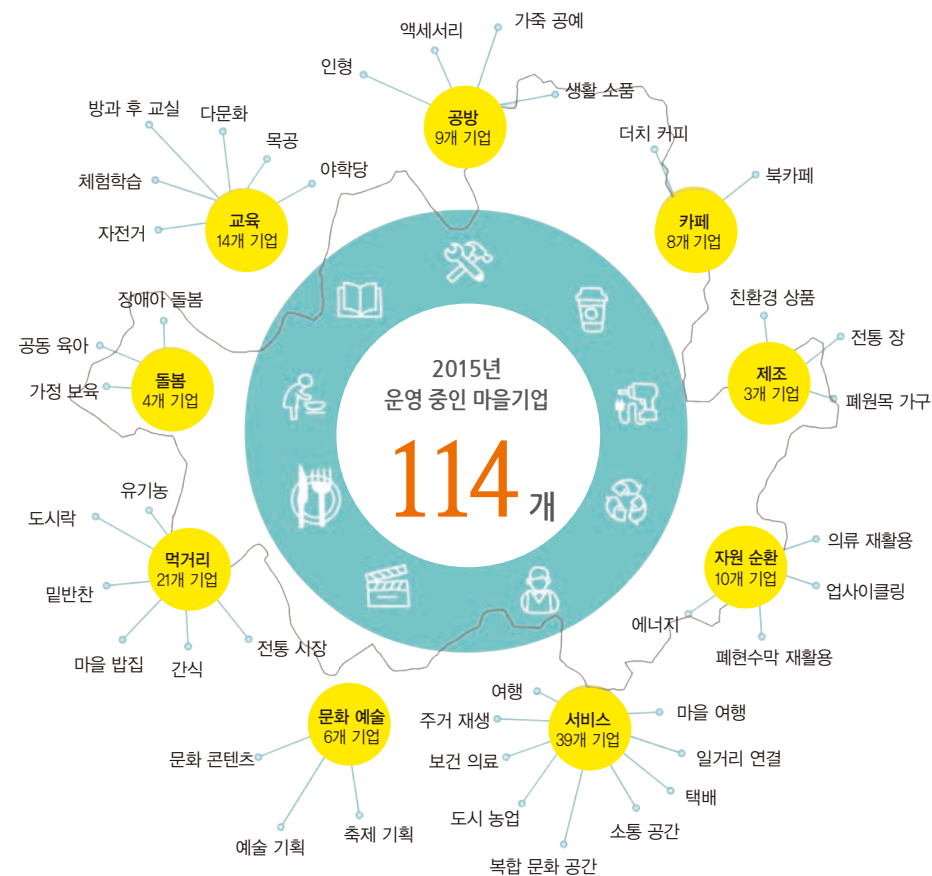 2015년
운영 중인 마을기업
114 개
공방
9개 기업
인형
액세서리
가죽 공예
생활 소품
카페
8개 기업
더치 커피
북카페
제조
3개 기업
친환경 상품
전통 장
폐원목 가구
자원 순환
10개 기업
의류 재활용
업사이클링
에너지
폐현수막 재활용
서비스
39개 기업
여행
주거 재생
보건 의료
도시 농업
복합 문화 공간
소통 공간
택배
일거리 연결
마을 여행
문화 예술
6개 기업
문화 콘텐츠
예술 기획
축제 기획
먹거리
21개 기업
유기농
도시락
밑반찬
마을 밥집
간식
전통 시장
돌봄
4개 기업
장애아 돌봄
공동 육아
가정 보육
교육
14개 기업
방과 후 교실
다문화
목공
야학당
체험학습
자전거